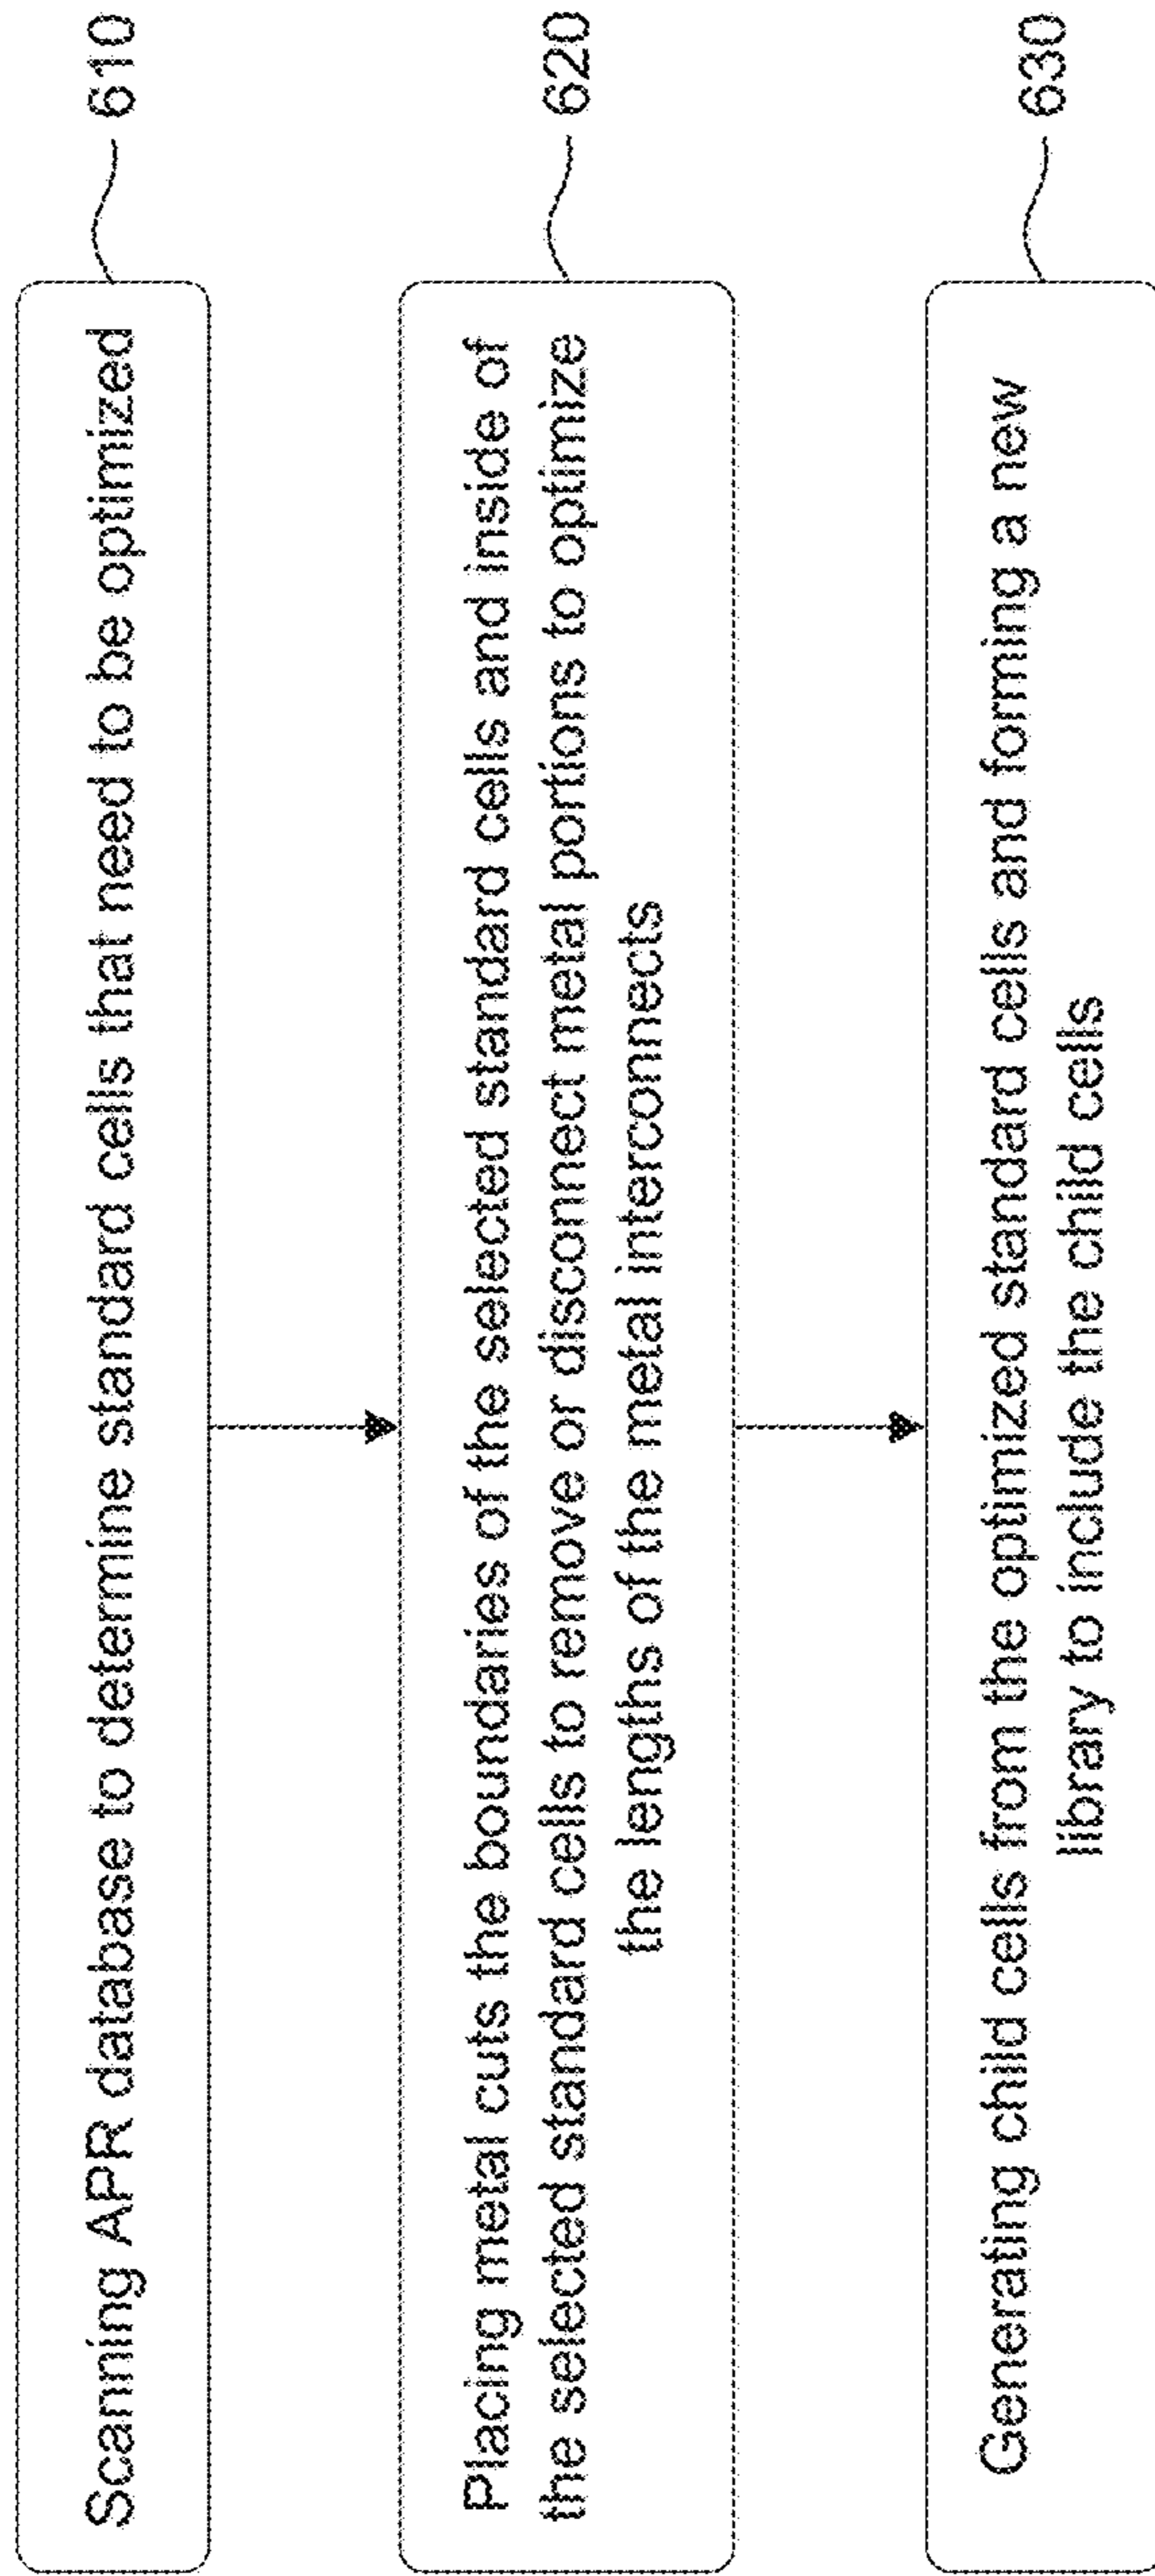 Scanning APR database to determine standard cells that need to be optimized
610
Placing metal cuts the boundaries of the selected standard cells and inside of
the selected standard cells to remove or disconnect metal portions to optimize
the lengths of the metal interconnects
620
Generating child cells from the optimized standard cells and forming a new
library to include the child cells
630